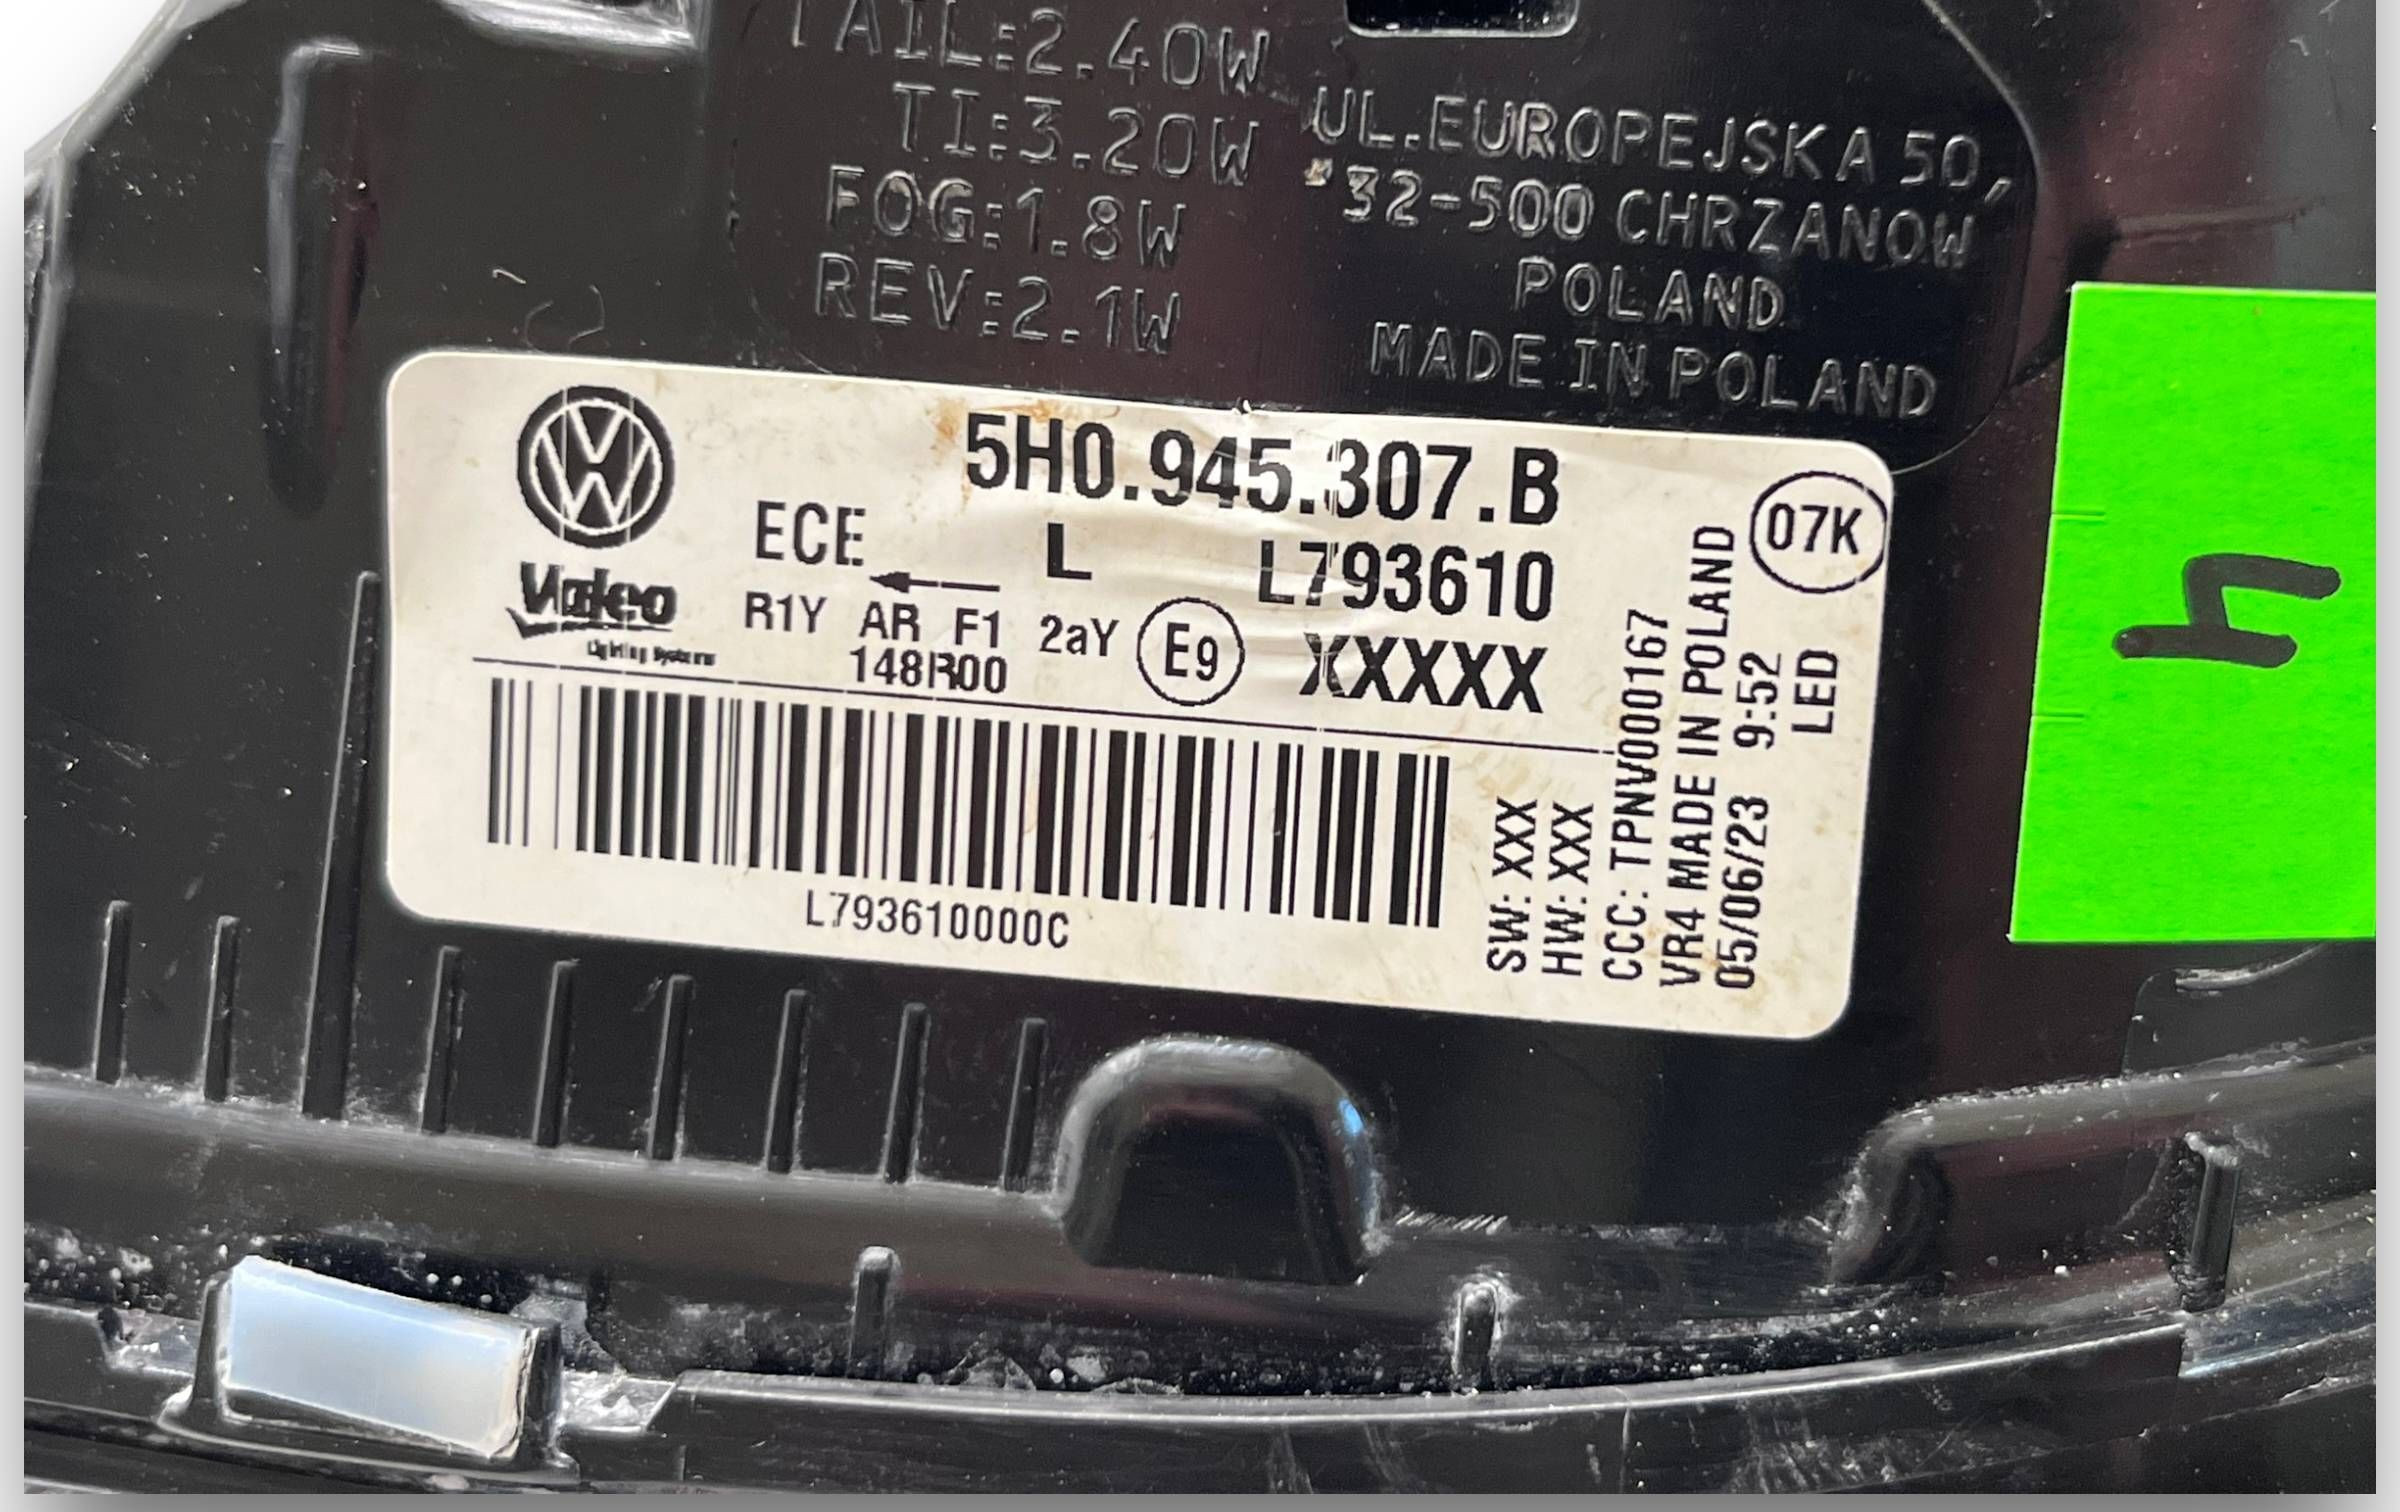 TAIL:2.40W
TI:3.20W
FOG:1.8W
REV:2.1W
UL.EUROPEJSKA 50,
32-500 CHRZANOW
POLAND
MADE IN POLAND
5H0.945.307.B
07K
ECE L L793610
Valeo
Lighting Systems
R1Y AR F1 2aY E9 XXXXX
148R00
L793610000C
SW: XXX
HW: XXX
CCC: TPNV000167
VR4 MADE IN POLAND
05/06/23 9:52
LED
4